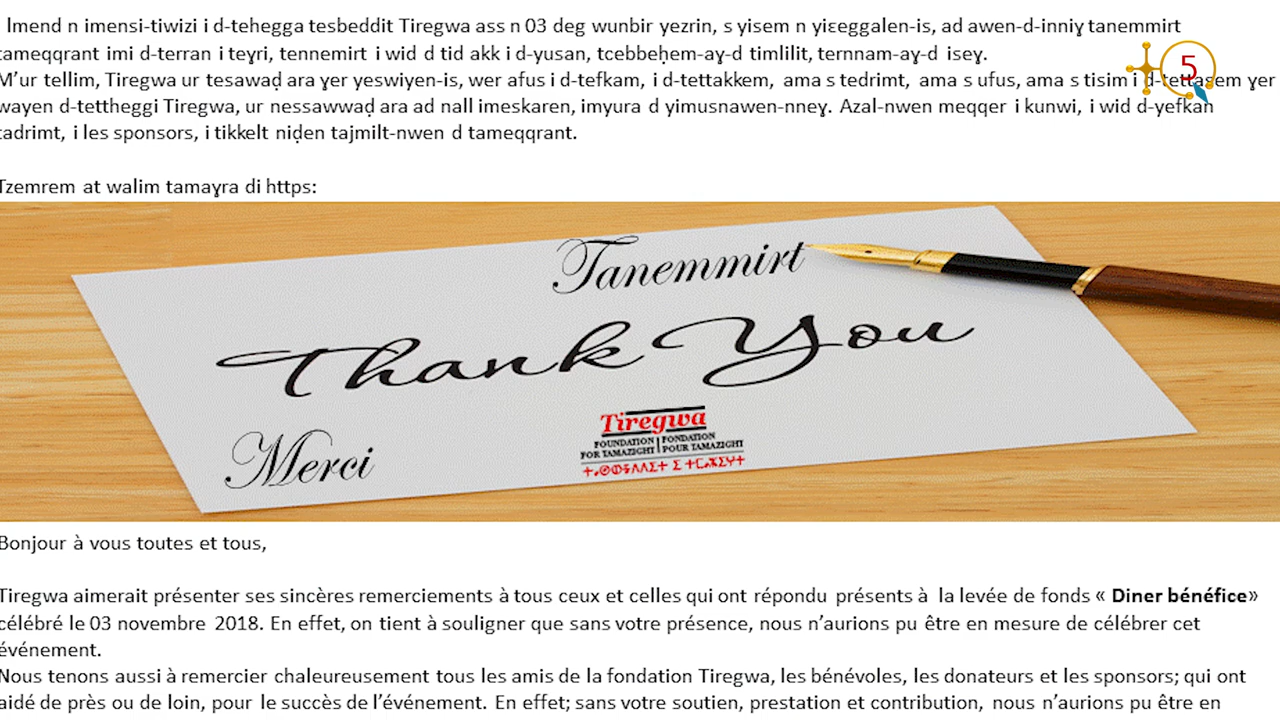 Imend n imensi-tiwizi i d-tehegga tesbeddit Tiregwa ass n 03 deg wunbir yezrin, s yisem n yiɛeggalen-is, ad awen-d-inniɣ tanemmirt
tameqqrant imi d-terran i teɣri, tennemirt i wid d tid akk i d-yusan, tcebbeḥem-ay-d timlilit, ternnam-ay-d isey.
M'ur tellim, Tiregwa ur tesawaḍ ara ɣer yeswiyen-is, wer afus i d-tefkam, i d-tettakkem, ama s tedrimt, ama s ufus, ama s tisim i d-tettasem ɣer
wayen d-tettheggi Tiregwa, ur nessawwaḍ ara ad nall imeskaren, imyura d yimusnawen-nneɣ. Azal-nwen meqqer i kunwi, i wid d-yefkan
tadrimt, i les sponsors, i tikkelt niḍen tajmilt-nwen d tameqqrant.
Tzemrem at walim tamaɣra di https:
5
Tanemmirt
Thank You
Merci
Tiregwa
FOUNDATION | FONDATION
FOR TAMAZIGHT | POUR TAMAZIGHT
Bonjour à vous toutes et tous,
Tiregwa aimerait présenter ses sincères remerciements à tous ceux et celles qui ont répondu présents à la levée de fonds « Diner bénéfice»
célébré le 03 novembre 2018. En effet, on tient à souligner que sans votre présence, nous n'aurions pu être en mesure de célébrer cet
événement.
Nous tenons aussi à remercier chaleureusement tous les amis de la fondation Tiregwa, les bénévoles, les donateurs et les sponsors; qui ont
aidé de près ou de loin, pour le succès de l'événement. En effet; sans votre soutien, prestation et contribution, nous n'aurions pu être en